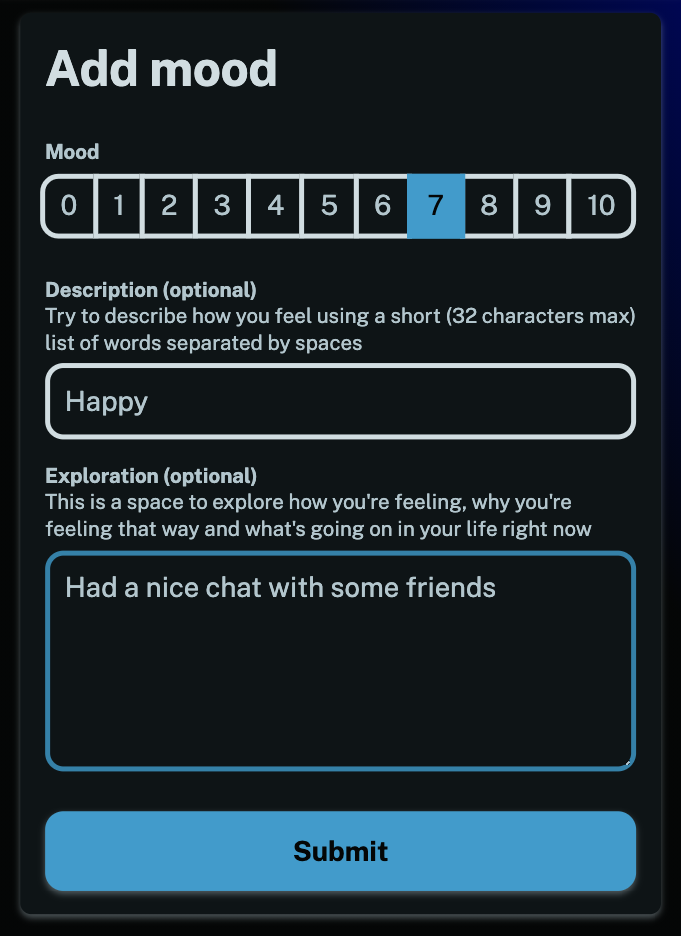 Add mood
Mood
0 1 2 3 4 5 6 7 8 9 10
Description (optional)
Try to describe how you feel using a short (32 characters max)
list of words separated by spaces
Happy
Exploration (optional)
This is a space to explore how you're feeling, why you're
feeling that way and what's going on in your life right now
Had a nice chat with some friends
Submit